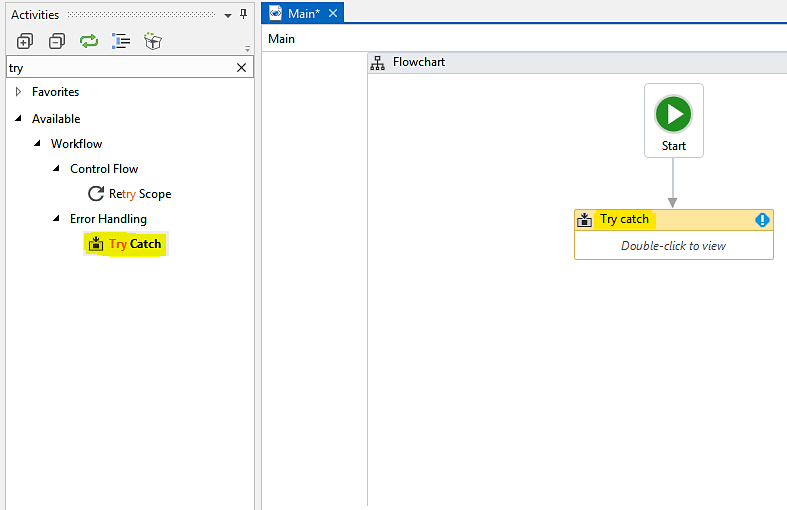 Activities
try
Favorites
Available
Workflow
Control Flow
Retry Scope
Error Handling
Try Catch
Main*
Main
Flowchart
Start
Try catch
Double-click to view